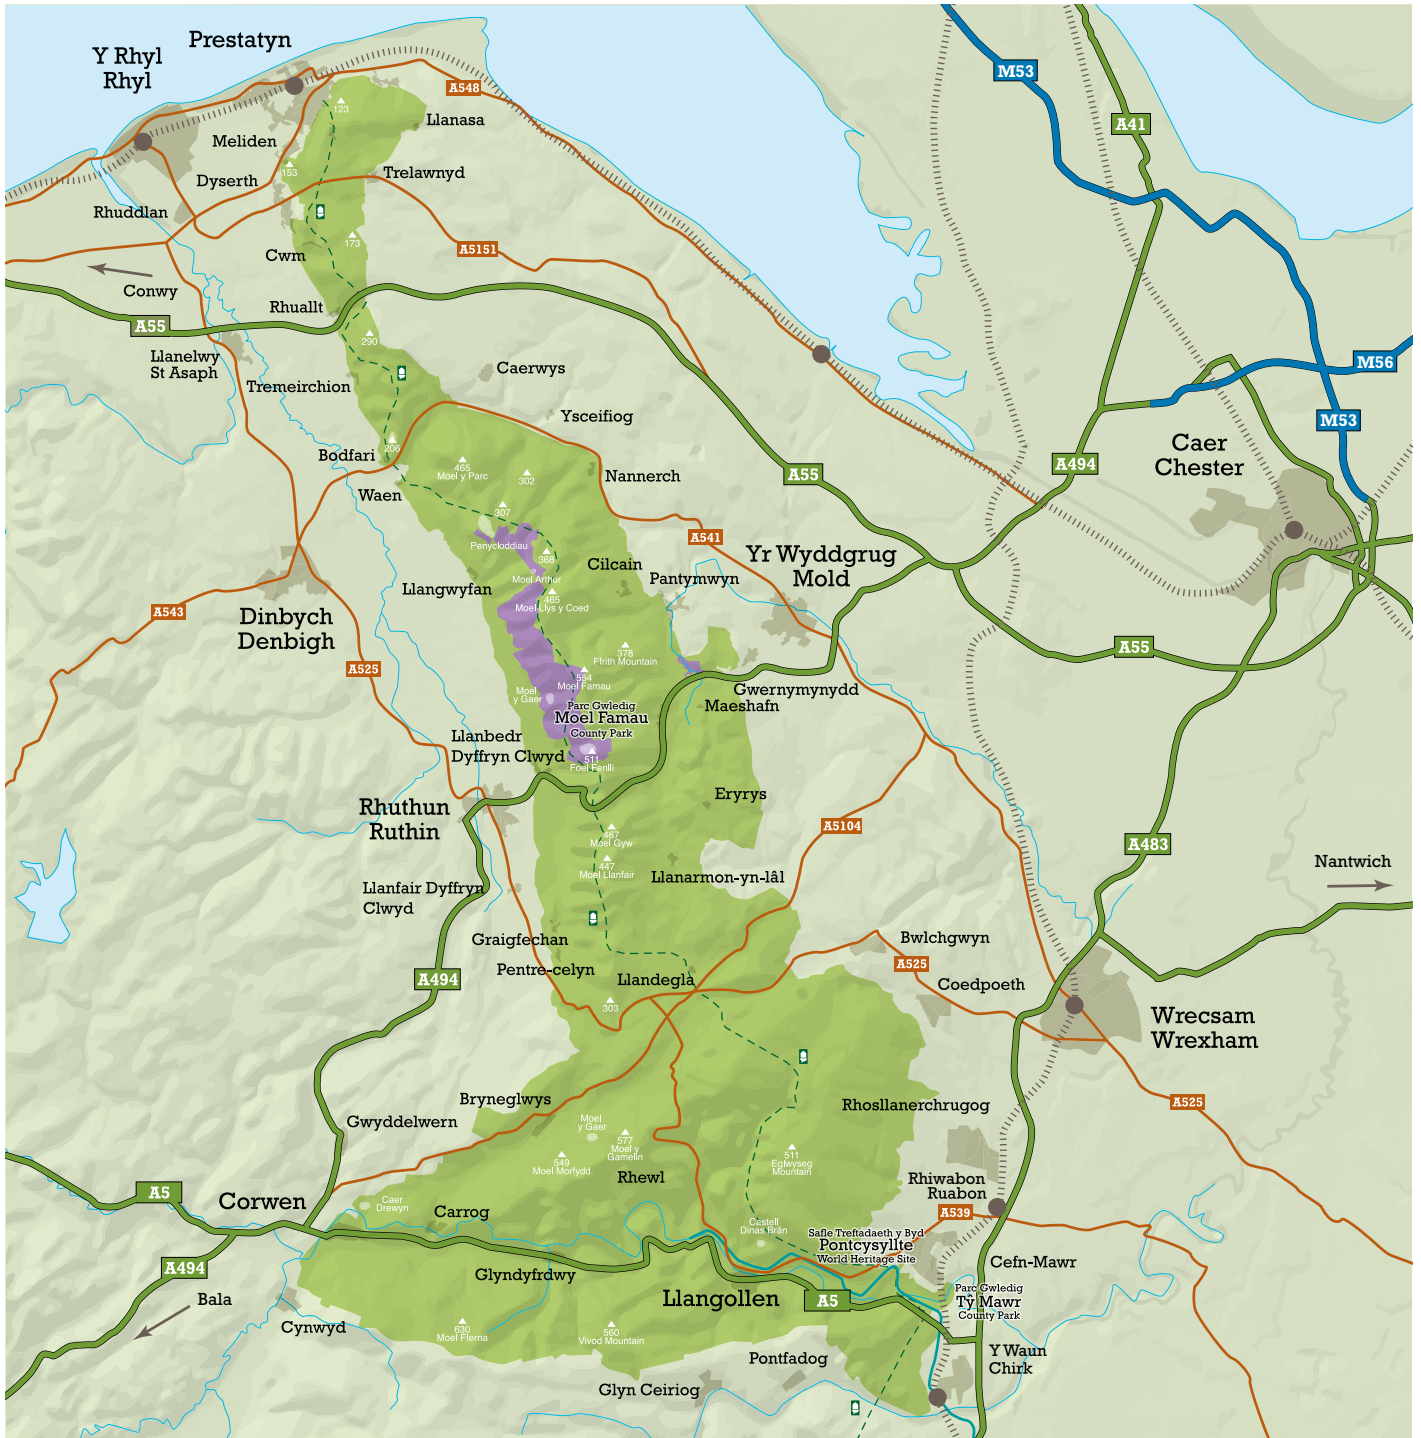 Prestatyn
Y Rhyl
Rhyl
M53
A548
123
Llanasa
A41
Meliden
153
Dyserth
Trelawnyd
Rhuddlan
173
A5151
Cwm
Conwy
Rhuallt
A55
290
Llanelwy
St Asaph
Caerwys
M56
Tremeirchion
Ysceifiog
M53
206
Bodfari
Caer
Chester
465
Moel y Parc
302
Nannerch
A55
A494
Waen
307
A541
Penycloddiau
368
Yr Wyddgrug
Mold
Cilcain
Moel Arthur
Pantymwyn
Llangwyfan
465
Moel Llys y Coed
A543
Dinbych
Denbigh
A525
378
Ffrith Mountain
A55
554
Moel Famau
Moel
y Gaer
Gwernymynydd
Maeshafn
Parc Gwledig
Moel Famau
County Park
Llanbedr
Dyffryn Clwyd
511
Foel Fenlli
Eryrys
Rhuthun
Ruthin
A5104
467
Moel Gyw
A483
447
Moel Llanfair
Nantwich
Llanarmon-yn-lâl
Llanfair Dyffryn
Clwyd
Graigfechan
Bwlchgwyn
A494
Pentre-celyn
Llandegla
A525
Coedpoeth
303
Wrecsam
Wrexham
Bryneglwys
Rhosllanerchrugog
A525
Gwyddelwern
Moel
y Gaer
577
Moel y
Gamelin
549
Moel Morfydd
511
Eglwyseg
Mountain
Rhewl
Rhiwabon
Ruabon
A5
Corwen
Caer
Drewyn
Carrog
A539
Castell
Dinas Brân
Safle Treftadaeth y Byd
Pontcysyllte
World Heritage Site
A494
Glyndyfrdwy
Cefn-Mawr
Bala
Llangollen
A5
Parc Gwledig
Tŷ Mawr
County Park
Cynwyd
630
Moel Fferna
560
Vivod Mountain
Pontfadog
Y Waun
Chirk
Glyn Ceiriog